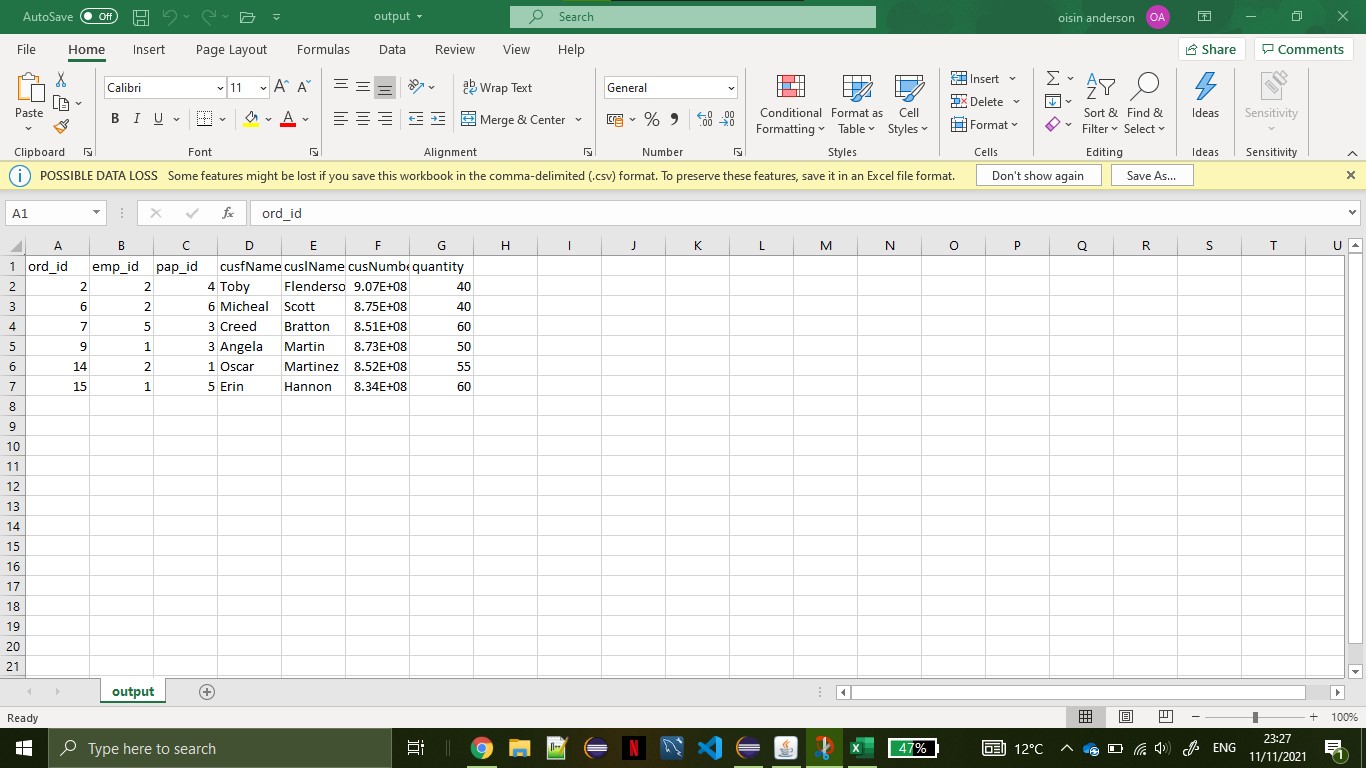 AutoSave Off output Search oisin anderson OA
File Home Insert Page Layout Formulas Data Review View Help Share Comments
Paste Calibri 11 A A ab Wrap Text General Conditional Formatting Format as Table Cell Styles Insert Sort & Filter Find & Select Ideas Sensitivity
B I U A Merge & Center % Delete
Format
Clipboard Font Alignment Number Styles Cells Editing Ideas Sensitivity
POSSIBLE DATA LOSS Some features might be lost if you save this workbook in the comma-delimited (.csv) format. To preserve these features, save it in an Excel file format. Don't show again Save As...
A1 fx ord_id
A B C D E F G H I J K L M N O P Q R S T U
1 ord_id emp_id pap_id cusfName cuslName cusNumbe quantity
2 2 2 4 Toby Flenderso 9.07E+08 40
3 6 2 6 Micheal Scott 8.75E+08 40
4 7 5 3 Creed Bratton 8.51E+08 60
5 9 1 3 Angela Martin 8.73E+08 50
6 14 2 1 Oscar Martinez 8.52E+08 55
7 15 1 5 Erin Hannon 8.34E+08 60
8
9
10
11
12
13
14
15
16
17
18
19
20
21
output
Ready 100%
Type here to search N 47% 12°C ENG 23:27
11/11/2021 1